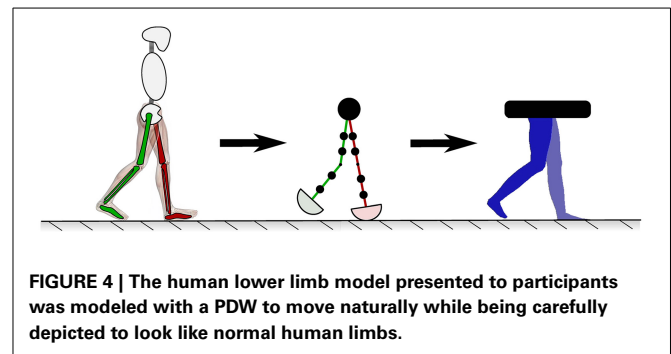 FIGURE 4 | The human lower limb model presented to participants
was modeled with a PDW to move naturally while being carefully
depicted to look like normal human limbs.